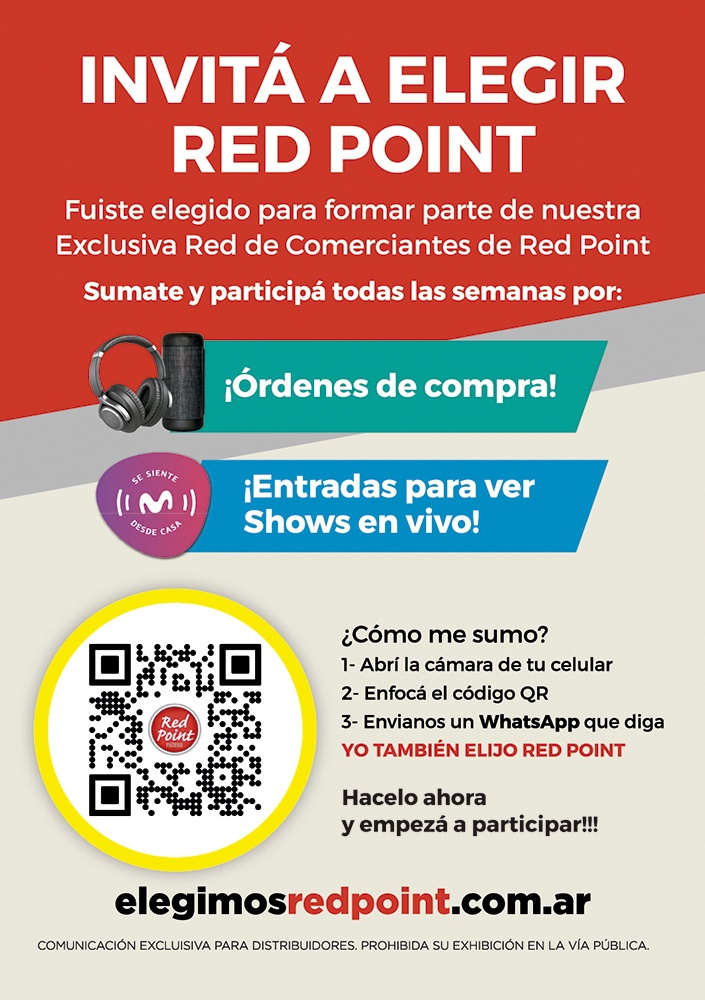 INVITÁ A ELEGIR
RED POINT
Fuiste elegido para formar parte de nuestra
Exclusiva Red de Comerciantes de Red Point
Sumate y participá todas las semanas por:
¡Órdenes de compra!
SE SIENTE
DESDE CASA
¡Entradas para ver
Shows en vivo!
Red
Point
FILTERS
¿Cómo me sumo?
1- Abrí la cámara de tu celular
2- Enfocá el código QR
3- Envianos un WhatsApp que diga
YO TAMBIÉN ELIJO RED POINT
Hacelo ahora
y empezá a participar!!!
elegimosredpoint.com.ar
COMUNICACIÓN EXCLUISIVA PARA DISTRIBUIDORES. PROHIBIDA SU EXHIBICIÓN EN LA VÍA PÚBLICA.